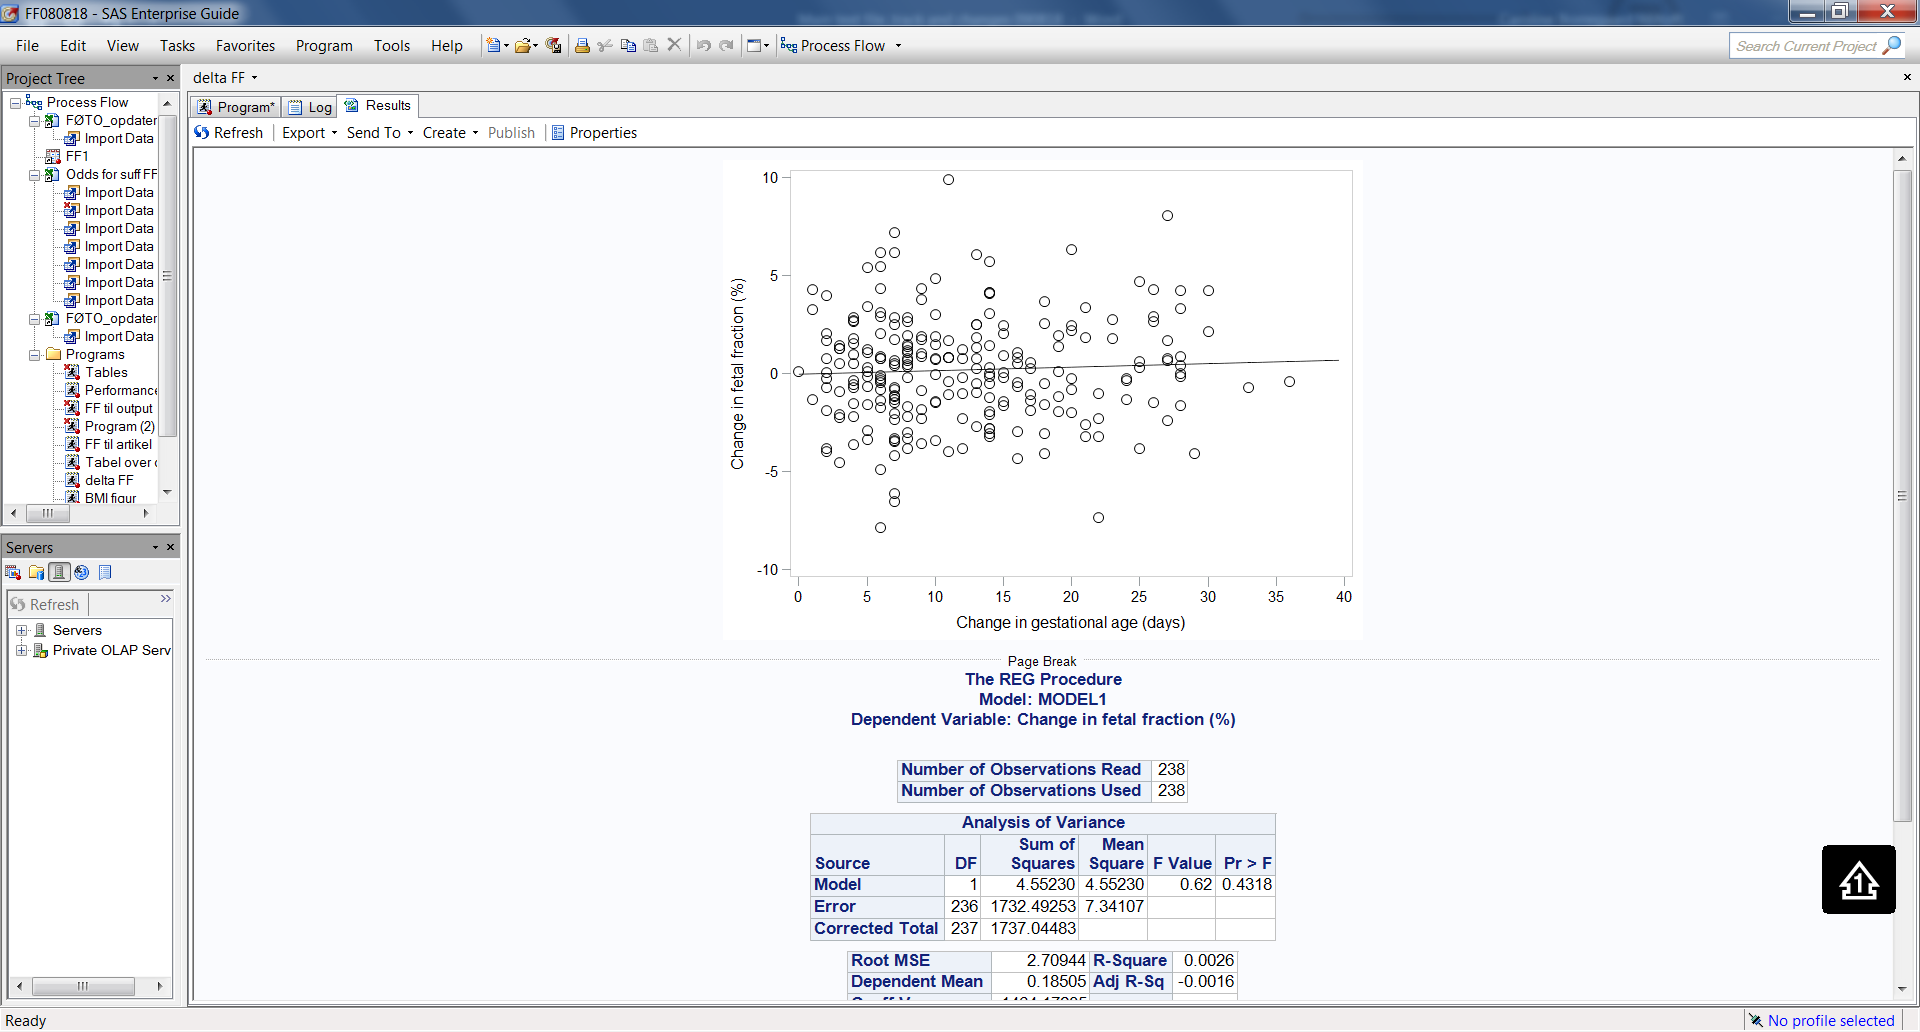 FF080818 - SAS Enterprise Guide
File Edit View Tasks Favorites Program Tools Help Process Flow Search Current Project
Project Tree
Process Flow
FØTO_opdater
Import Data
FF1
Odds for suff FF
Import Data
Import Data
Import Data
Import Data
Import Data
Import Data
Import Data
FØTO_opdater
Import Data
Programs
Tables
Performance
FF til output
Program (2)
FF til artikel
Tabel over
delta FF
BMI figur
Servers
Refresh
Servers
Private OLAP Serv
delta FF
Program* Log Results
Refresh Export Send To Create Publish Properties
Change in fetal fraction (%)
10
5
0
-5
-10
0 5 10 15 20 25 30 35 40
Change in gestational age (days)
Page Break
The REG Procedure
Model: MODEL1
Dependent Variable: Change in fetal fraction (%)
Number of Observations Read 238
Number of Observations Used 238
Analysis of Variance
Source DF Sum of Squares Mean Square F Value Pr > F
Model 1 4.55230 4.55230 0.62 0.4318
Error 236 1732.49253 7.34107
Corrected Total 237 1737.04483
Root MSE 2.70944 R-Square 0.0026
Dependent Mean 0.18505 Adj R-Sq -0.0016
Ready
No profile selected